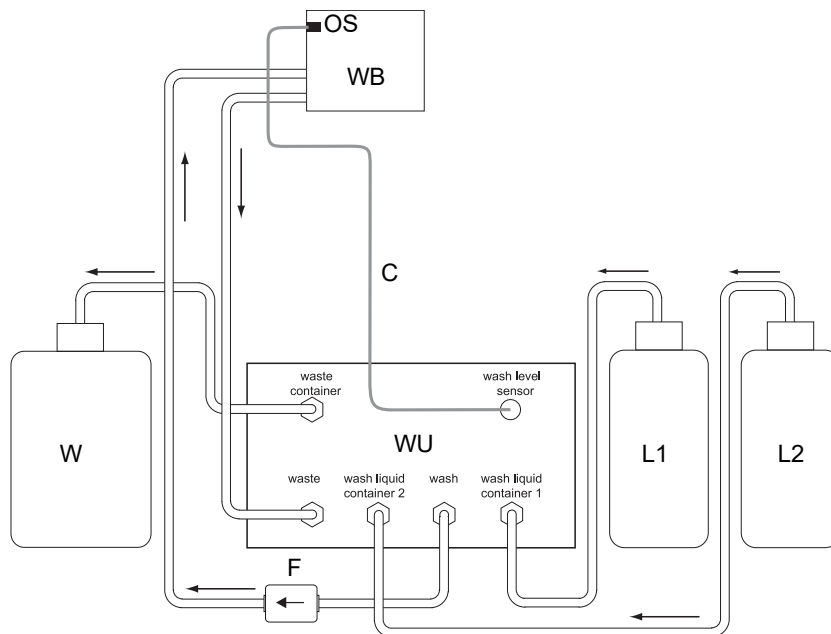 OS
WB
C
waste
container
wash level
sensor
W
WU
L1
L2
waste
wash liquid
container 2
wash
wash liquid
container 1
F